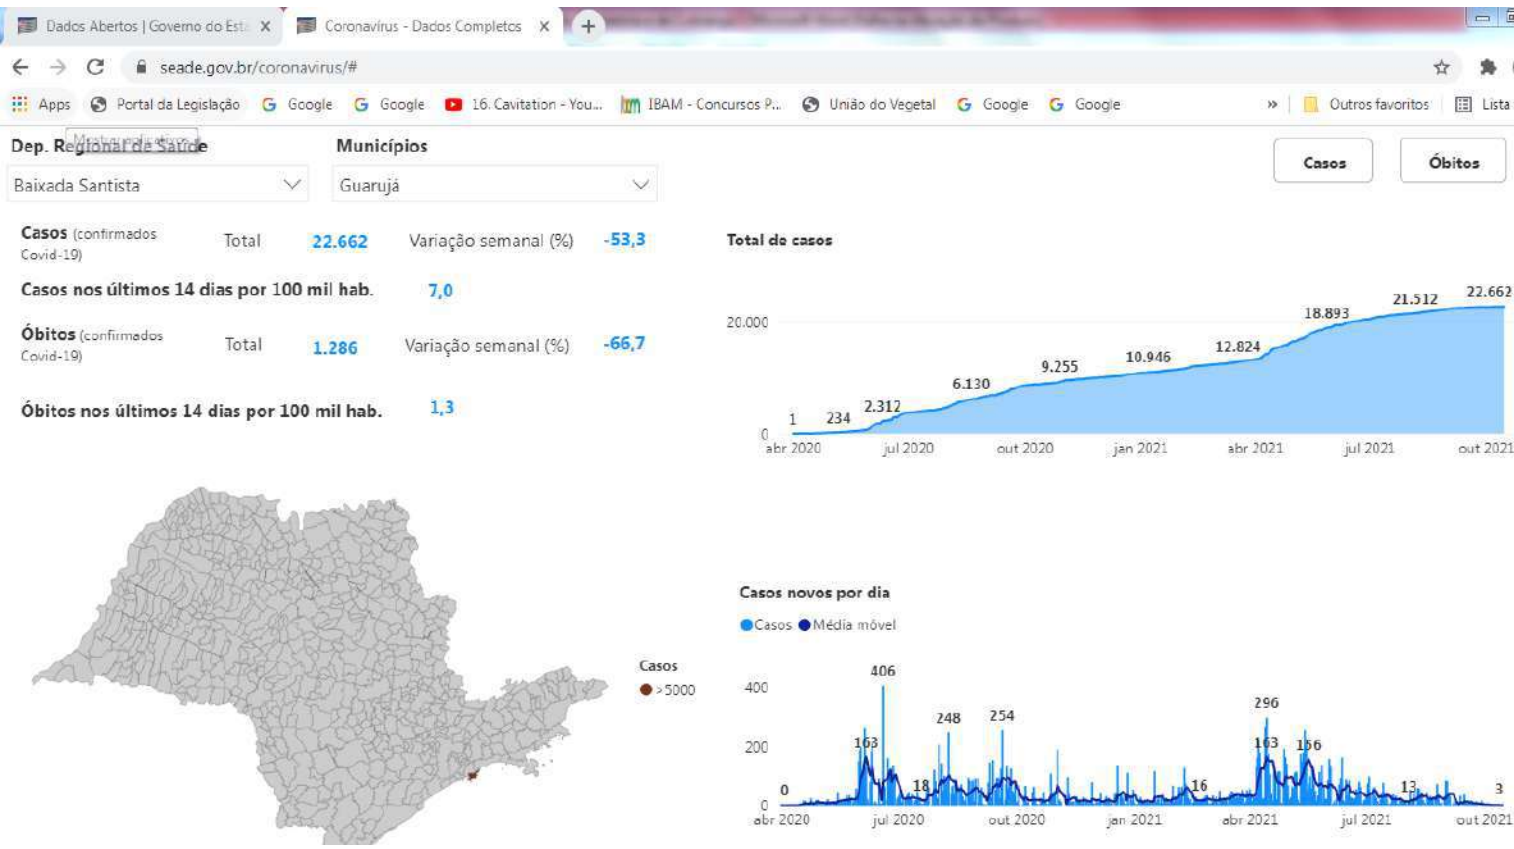 Dados Abertos | Governo do Esta X
Coronavírus - Dados Completos X +
seade.gov.br/coronavirus/#
Apps Portal da Legislação Google Google 16. Cavitation - You... IBAM - Concursos P... União do Vegetal Google Google » Outros favoritos Lista
Mostrar aplicativos
Dep. Regional de Saúde Municípios
Baixada Santista Guarujá
Casos Óbitos
Casos (confirmados
Covid-19)
Total 22.662 Variação semanal (%) -53,3
Casos nos últimos 14 dias por 100 mil hab. 7,0
Óbitos (confirmados
Covid-19)
Total 1.286 Variação semanal (%) -66,7
Óbitos nos últimos 14 dias por 100 mil hab. 1,3
Total de casos
20.000
0
1 234 2.312 6.130 9.255 10.946 12.824 18.893 21.512 22.662
abr 2020 jul 2020 out 2020 jan 2021 abr 2021 jul 2021 out 2021
Casos
>5000
Casos novos por dia
Casos Média móvel
400
200
0
0 163 406 18 248 254 16 296 163 156 13 3
abr 2020 jul 2020 out 2020 jan 2021 abr 2021 jul 2021 out 2021